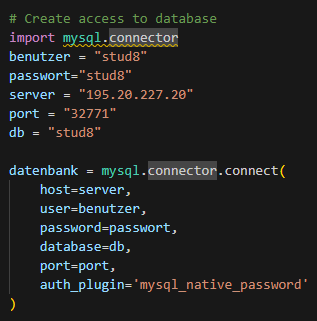 # Create access to database
import mysql.connector
benutzer = "stud8"
passwort="stud8"
server = "195.20.227.20"
port = "32771"
db = "stud8"
datenbank = mysql.connector.connect(
host=server,
user=benutzer,
password=passwort,
database=db,
port=port,
auth_plugin='mysql_native_password'
)